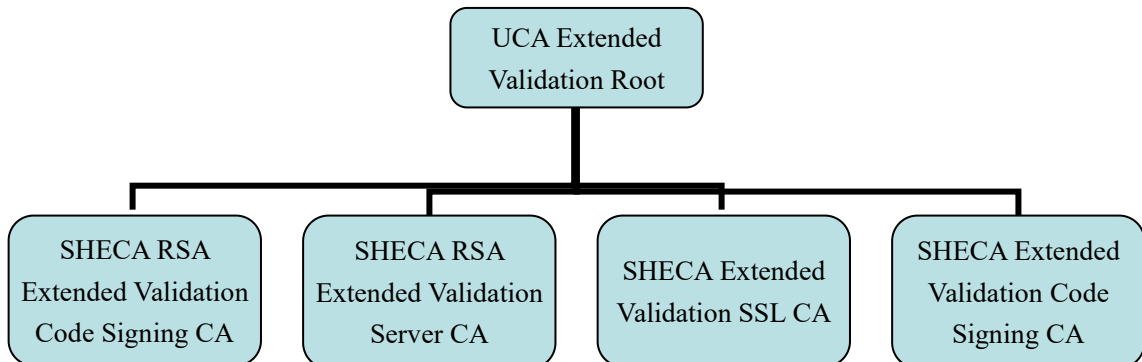 UCA Extended
Validation Root
SHECA RSA
Extended Validation
Code Signing CA
SHECA RSA
Extended Validation
Server CA
SHECA Extended
Validation SSL CA
SHECA Extended
Validation Code
Signing CA